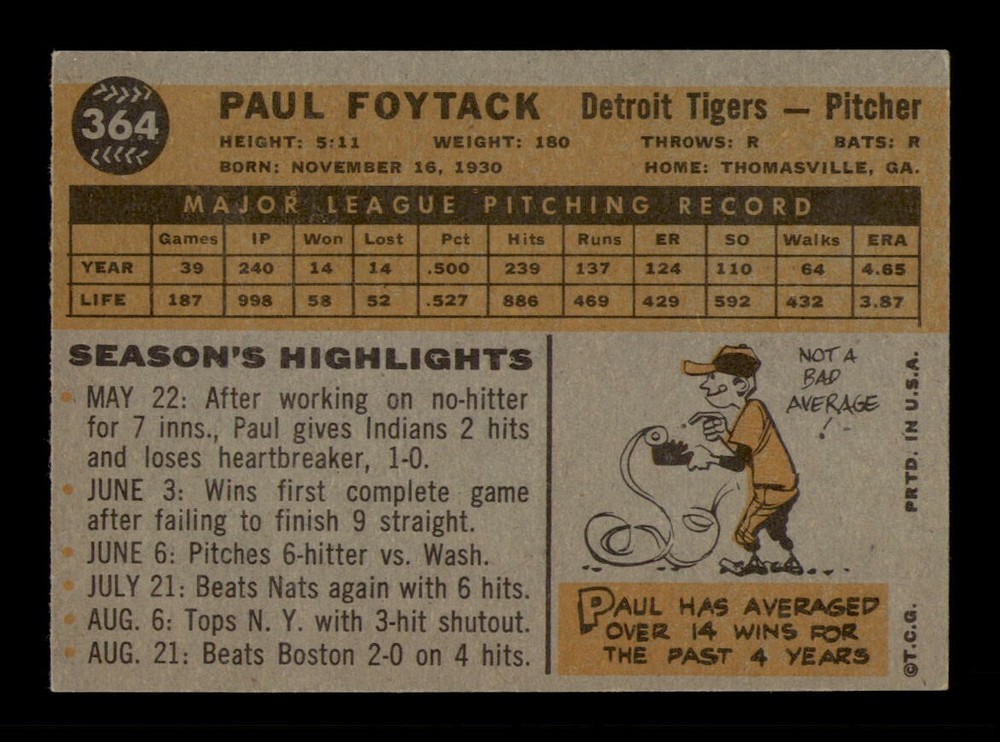 364
PAUL FOYTACK Detroit Tigers — Pitcher
HEIGHT: 5:11 WEIGHT: 180 THROWS: R BATS: R
BORN: NOVEMBER 16, 1930 HOME: THOMASVILLE, GA.
MAJOR LEAGUE PITCHING RECORD
Games IP Won Lost Pct Hits Runs ER SO Walks ERA
YEAR 39 240 14 14 .500 239 137 124 110 64 4.65
LIFE 187 998 58 52 .527 886 469 429 592 432 3.87
SEASON'S HIGHLIGHTS
• MAY 22: After working on no-hitter
for 7 inns., Paul gives Indians 2 hits
and loses heartbreaker, 1-0.
• JUNE 3: Wins first complete game
after failing to finish 9 straight.
• JUNE 6: Pitches 6-hitter vs. Wash.
• JULY 21: Beats Nats again with 6 hits.
• AUG. 6: Tops N. Y. with 3-hit shutout.
• AUG. 21: Beats Boston 2-0 on 4 hits.
NOT A
BAD
AVERAGE
!
PAUL HAS AVERAGED
OVER 14 WINS FOR
THE PAST 4 YEARS
©T.C.G. PRTD. IN U.S.A.